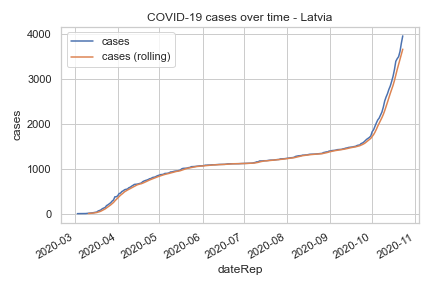 COVID-19 cases over time - Latvia
cases
cases (rolling)
4000
3000
2000
1000
0
cases
2020-03
2020-04
2020-05
2020-06
2020-07
2020-08
2020-09
2020-10
2020-11
dateRep